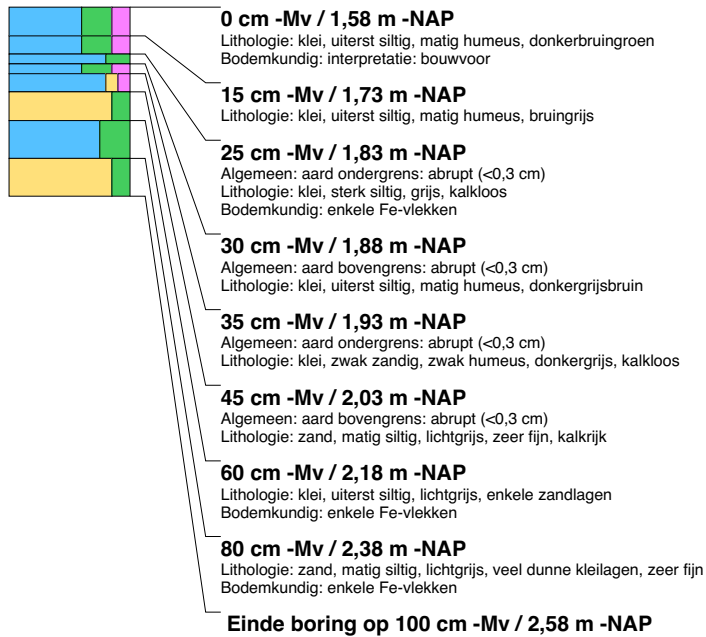 0 cm -Mv / 1,58 m -NAP
Lithologie: klei, uiterst siltig, matig humeus, donkerbruingroen
Bodemkundig: interpretatie: bouwvoor
15 cm -Mv / 1,73 m -NAP
Lithologie: klei, uiterst siltig, matig humeus, bruingrijs
25 cm -Mv / 1,83 m -NAP
Algemeen: aard ondergrens: abrupt (<0,3 cm)
Lithologie: klei, sterk siltig, grijs, kalkloos
Bodemkundig: enkele Fe-vlekken
30 cm -Mv / 1,88 m -NAP
Algemeen: aard bovengrens: abrupt (<0,3 cm)
Lithologie: klei, uiterst siltig, matig humeus, donkergrijsbruin
35 cm -Mv / 1,93 m -NAP
Algemeen: aard ondergrens: abrupt (<0,3 cm)
Lithologie: klei, zwak zandig, zwak humeus, donkergrijs, kalkloos
45 cm -Mv / 2,03 m -NAP
Algemeen: aard bovengrens: abrupt (<0,3 cm)
Lithologie: zand, matig siltig, lichtgrijs, zeer fijn, kalkrijk
60 cm -Mv / 2,18 m -NAP
Lithologie: klei, uiterst siltig, lichtgrijs, enkele zandlagen
Bodemkundig: enkele Fe-vlekken
80 cm -Mv / 2,38 m -NAP
Lithologie: zand, matig siltig, lichtgrijs, veel dunne kleilagen, zeer fijn
Bodemkundig: enkele Fe-vlekken
Einde boring op 100 cm -Mv / 2,58 m -NAP